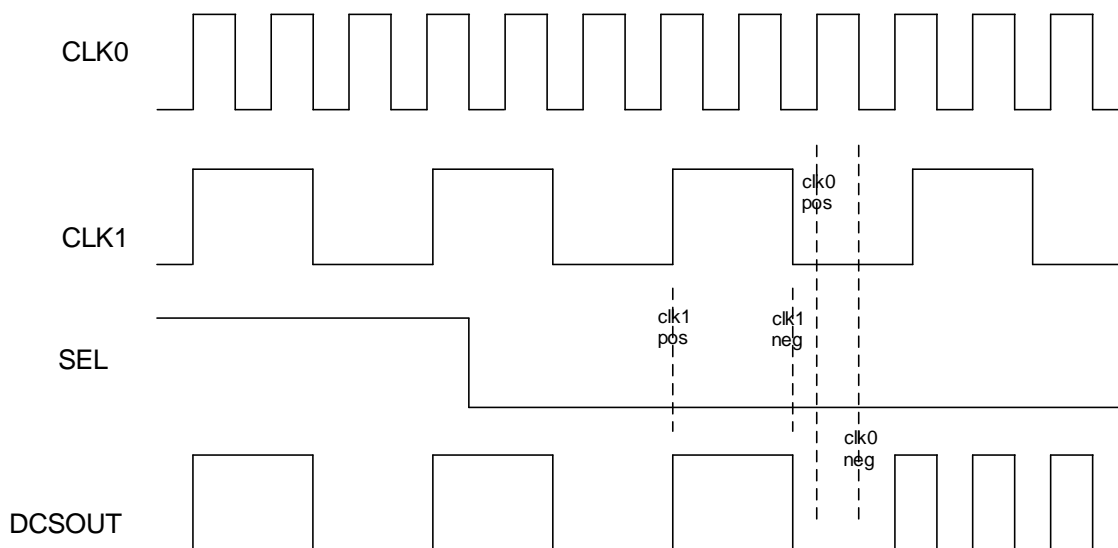 CLK0
clk0
pos
CLK1
clk1
pos
clk1
neg
SEL
clk0
neg
DCSOUT